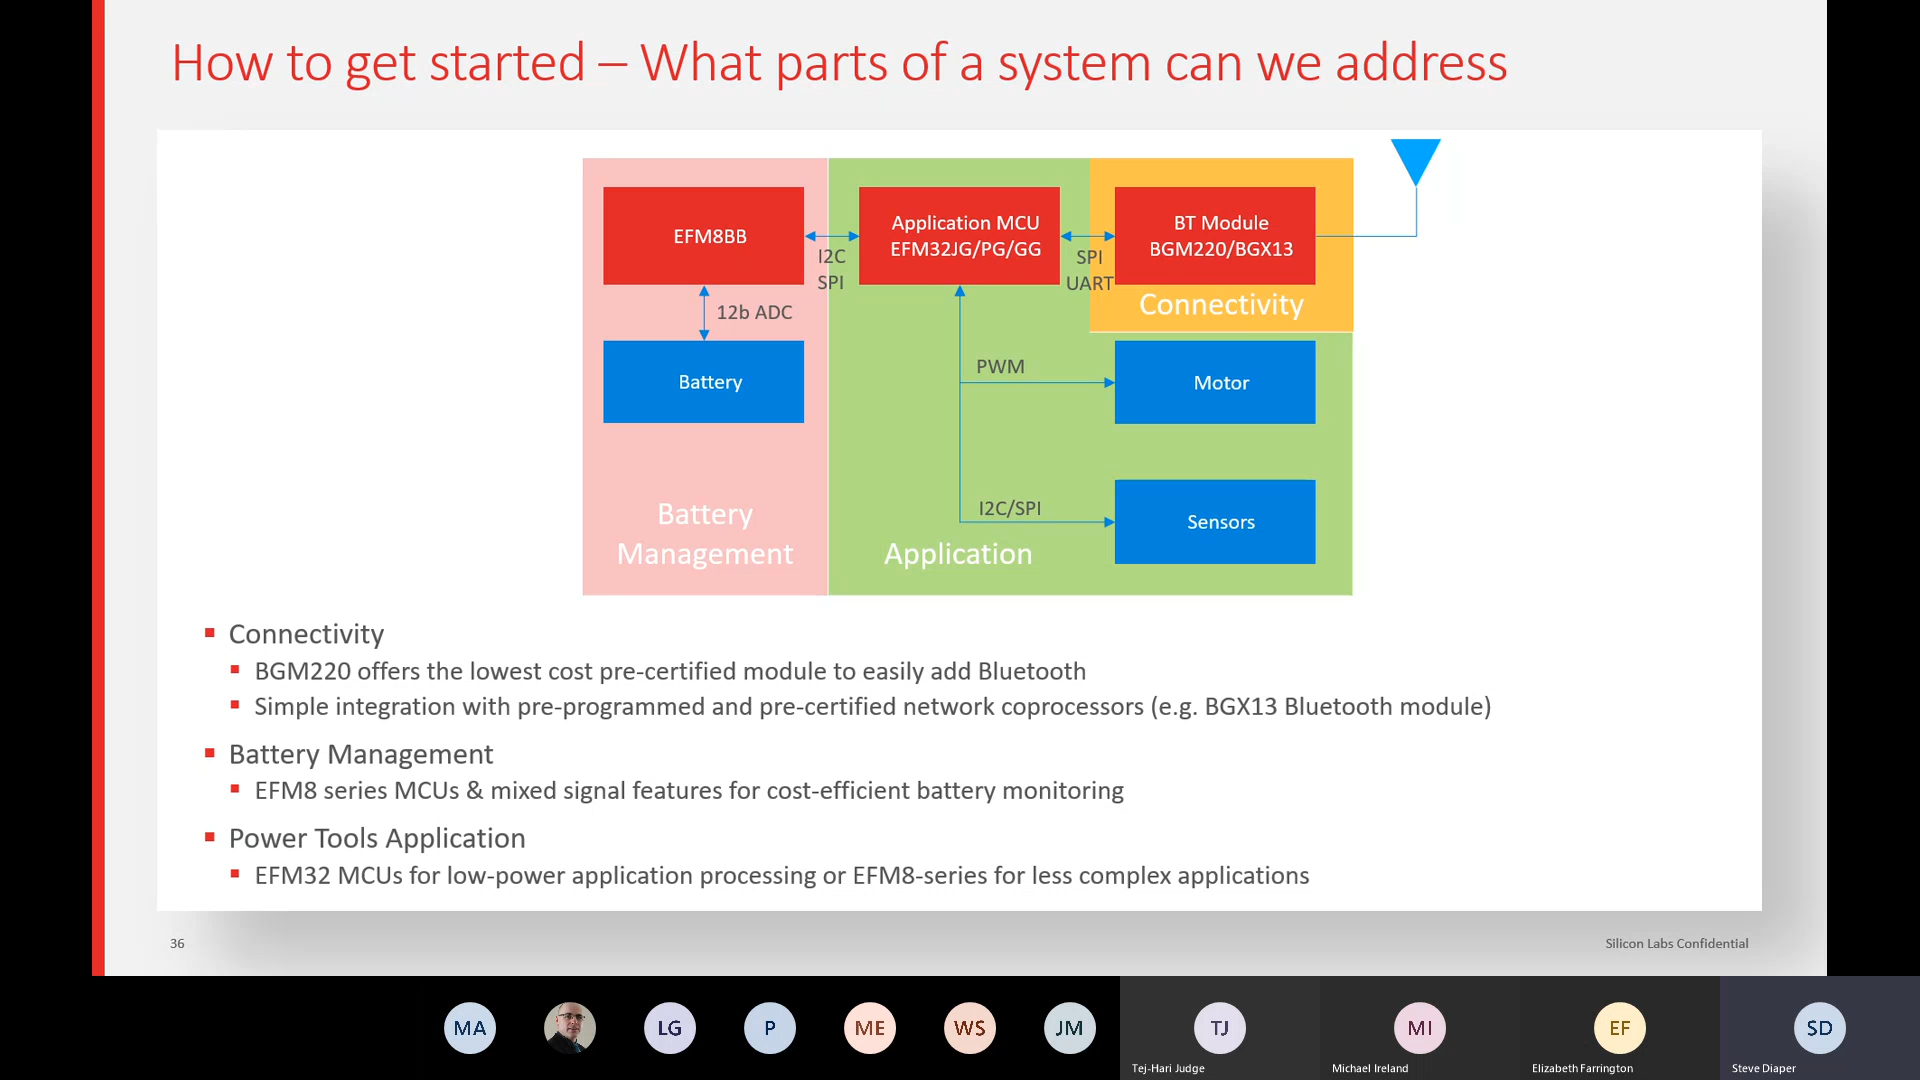 How to get started – What parts of a system can we address
EFM8BB
I2C
SPI
Application MCU
EFM32JG/PG/GG
SPI
UART
BT Module
BGM220/BGX13
Connectivity
12b ADC
Battery
PWM
Motor
I2C/SPI
Sensors
Battery
Management
Application
Connectivity
BGM220 offers the lowest cost pre-certified module to easily add Bluetooth
Simple integration with pre-programmed and pre-certified network coprocessors (e.g. BGX13 Bluetooth module)
Battery Management
EFM8 series MCUs & mixed signal features for cost-efficient battery monitoring
Power Tools Application
EFM32 MCUs for low-power application processing or EFM8-series for less complex applications
36
Silicon Labs Confidential
MA
LG
P
ME
WS
JM
TJ
MI
EF
SD
Tej-Hari Judge
Michael Ireland
Elizabeth Farrington
Steve Diaper